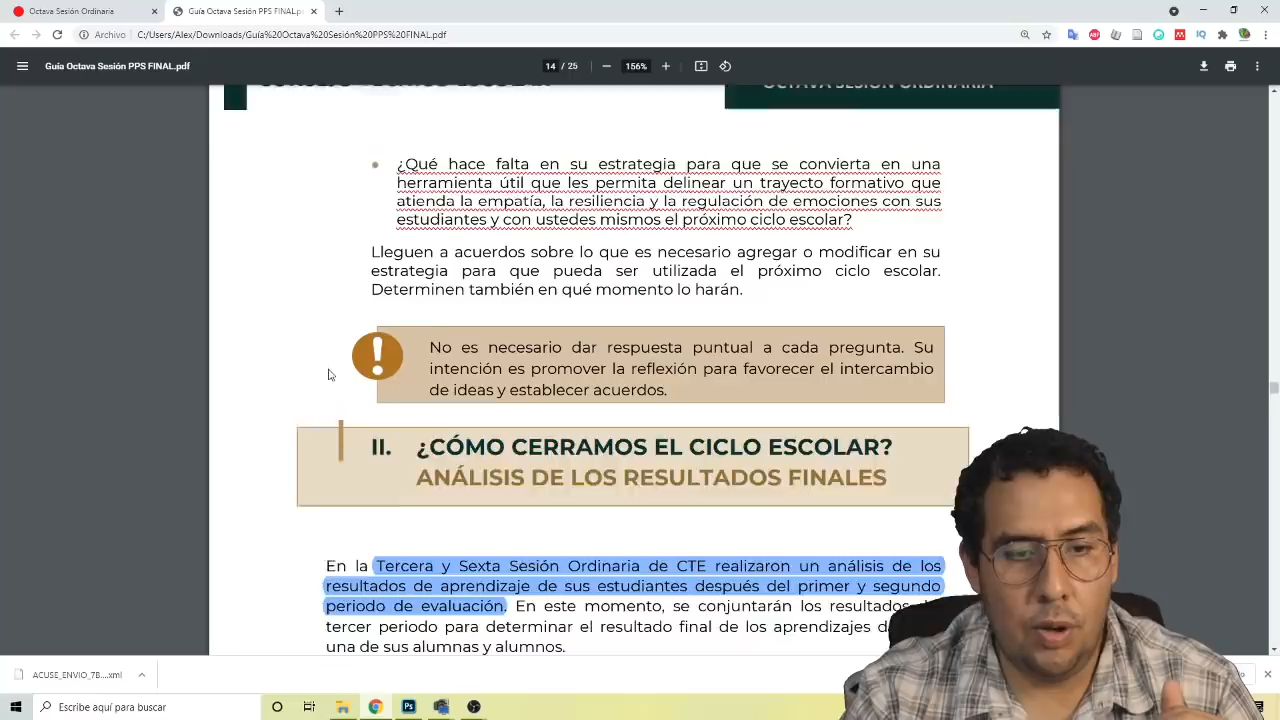 Octava Sesión Ordinaria
Guía Octava Sesión PPS FINAL.pd
Archivo
C:/Users/Alex/Downloads/Guía%20Octava%20Sesión%20PPS%20FINAL.pdf
Guía Octava Sesión PPS FINAL.pdf
14 / 25
156%
OCTAVA SESIÓN ORDINARIA
¿Qué hace falta en su estrategia para que se convierta en una
herramienta útil que les permita delinear un trayecto formativo que
atienda la empatía, la resiliencia y la regulación de emociones con sus
estudiantes y con ustedes mismos el próximo ciclo escolar?
Lleguen a acuerdos sobre lo que es necesario agregar o modificar en su
estrategia para que pueda ser utilizada el próximo ciclo escolar.
Determinen también en qué momento lo harán.
No es necesario dar respuesta puntual a cada pregunta. Su
intención es promover la reflexión para favorecer el intercambio
de ideas y establecer acuerdos.
II. ¿CÓMO CERRAMOS EL CICLO ESCOLAR?
ANÁLISIS DE LOS RESULTADOS FINALES
En la Tercera y Sexta Sesión Ordinaria de CTE realizaron un análisis de los
resultados de aprendizaje de sus estudiantes después del primer y segundo
periodo de evaluación. En este momento, se conjuntarán los resultados
tercer periodo para determinar el resultado final de los aprendizajes
una de sus alumnas y alumnos.
ACUSE_ENVIO_7B....xml
Escribe aquí para buscar